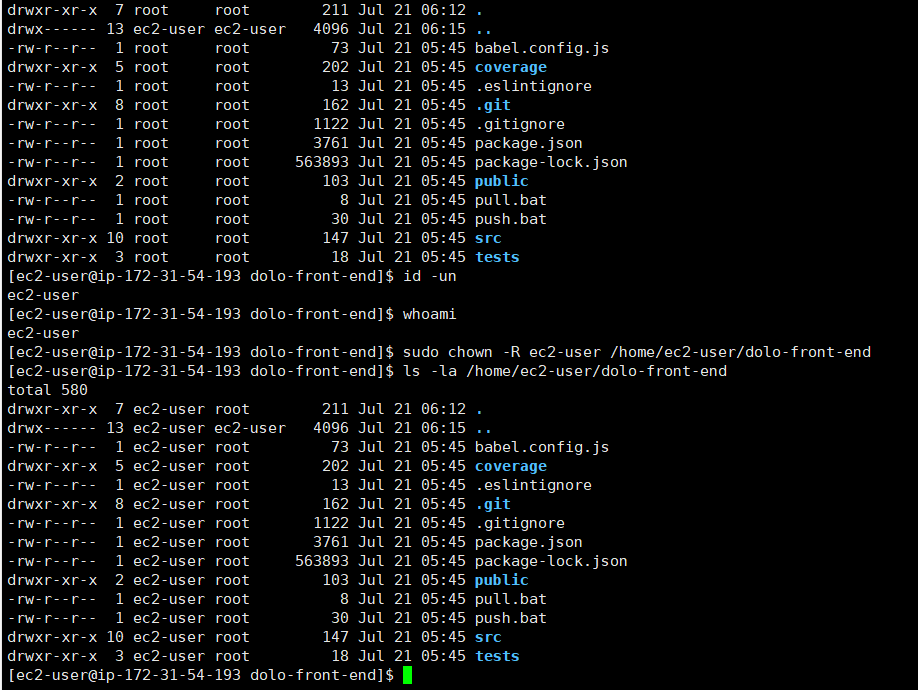 drwxr-xr-x  7 root     root        211 Jul 21 06:12 .
drwx------ 13 ec2-user ec2-user   4096 Jul 21 06:15 ..
-rw-r--r--  1 root     root         73 Jul 21 05:45 babel.config.js
drwxr-xr-x  5 root     root        202 Jul 21 05:45 coverage
-rw-r--r--  1 root     root         13 Jul 21 05:45 .eslintignore
drwxr-xr-x  8 root     root        162 Jul 21 05:45 .git
-rw-r--r--  1 root     root       1122 Jul 21 05:45 .gitignore
-rw-r--r--  1 root     root       3761 Jul 21 05:45 package.json
-rw-r--r--  1 root     root     563893 Jul 21 05:45 package-lock.json
drwxr-xr-x  2 root     root        103 Jul 21 05:45 public
-rw-r--r--  1 root     root          8 Jul 21 05:45 pull.bat
-rw-r--r--  1 root     root         30 Jul 21 05:45 push.bat
drwxr-xr-x 10 root     root        147 Jul 21 05:45 src
drwxr-xr-x  3 root     root         18 Jul 21 05:45 tests
[ec2-user@ip-172-31-54-193 dolo-front-end]$ id -un
ec2-user
[ec2-user@ip-172-31-54-193 dolo-front-end]$ whoami
ec2-user
[ec2-user@ip-172-31-54-193 dolo-front-end]$ sudo chown -R ec2-user /home/ec2-user/dolo-front-end
[ec2-user@ip-172-31-54-193 dolo-front-end]$ ls -la /home/ec2-user/dolo-front-end
total 580
drwxr-xr-x  7 ec2-user root        211 Jul 21 06:12 .
drwx------ 13 ec2-user ec2-user   4096 Jul 21 06:15 ..
-rw-r--r--  1 ec2-user root         73 Jul 21 05:45 babel.config.js
drwxr-xr-x  5 ec2-user root        202 Jul 21 05:45 coverage
-rw-r--r--  1 ec2-user root         13 Jul 21 05:45 .eslintignore
drwxr-xr-x  8 ec2-user root        162 Jul 21 05:45 .git
-rw-r--r--  1 ec2-user root       1122 Jul 21 05:45 .gitignore
-rw-r--r--  1 ec2-user root       3761 Jul 21 05:45 package.json
-rw-r--r--  1 ec2-user root     563893 Jul 21 05:45 package-lock.json
drwxr-xr-x  2 ec2-user root        103 Jul 21 05:45 public
-rw-r--r--  1 ec2-user root          8 Jul 21 05:45 pull.bat
-rw-r--r--  1 ec2-user root         30 Jul 21 05:45 push.bat
drwxr-xr-x 10 ec2-user root        147 Jul 21 05:45 src
drwxr-xr-x  3 ec2-user root         18 Jul 21 05:45 tests
[ec2-user@ip-172-31-54-193 dolo-front-end]$